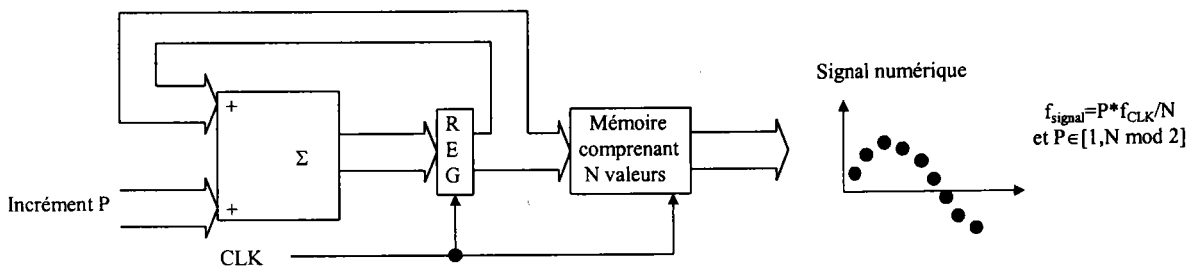 Signal numérique
+
Σ
+
Incrément P
R
E
G
Mémoire
comprenant
N valeurs
CLK
f_signal=P*f_CLK/N
et P∈[1,N mod 2]